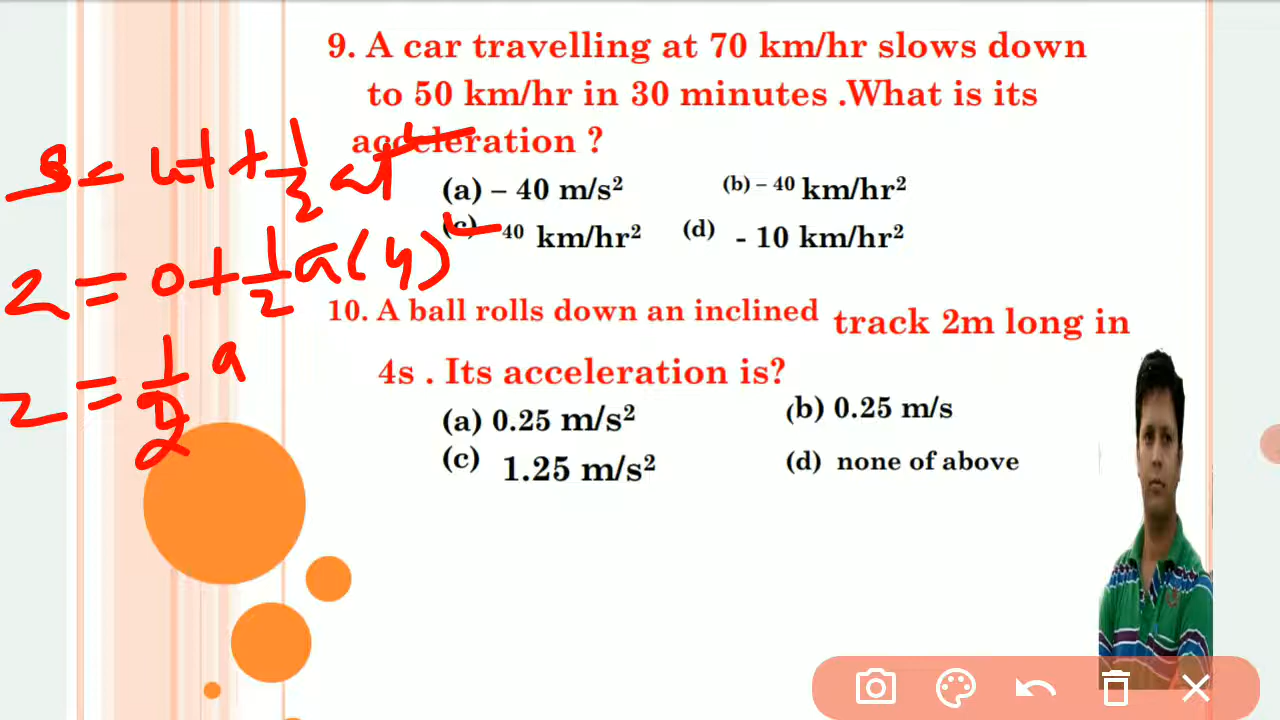 9. A car travelling at 70 km/hr slows down
to 50 km/hr in 30 minutes .What is its
acceleration ?
(a) – 40 m/s²
(b) – 40 km/hr²
(c) 40 km/hr²
(d) - 10 km/hr²
10. A ball rolls down an inclined track 2m long in
4s . Its acceleration is?
(a) 0.25 m/s²
(b) 0.25 m/s
(c) 1.25 m/s²
(d) none of above
s = ut + 1/2 at²
2 = 0 + 1/2 a(4)²
2 = 1/2 a